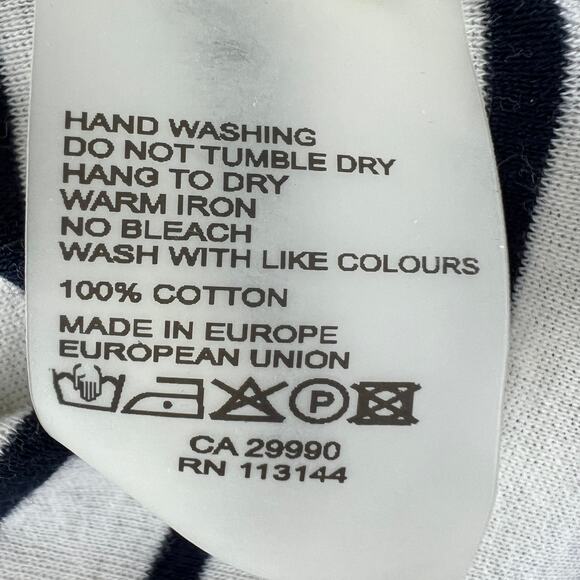 HAND WASHING
DO NOT TUMBLE DRY
HANG TO DRY
WARM IRON
NO BLEACH
WASH WITH LIKE COLOURS
100% COTTON
MADE IN EUROPE
EUROPEAN UNION
P
CA 29990
RN 113144